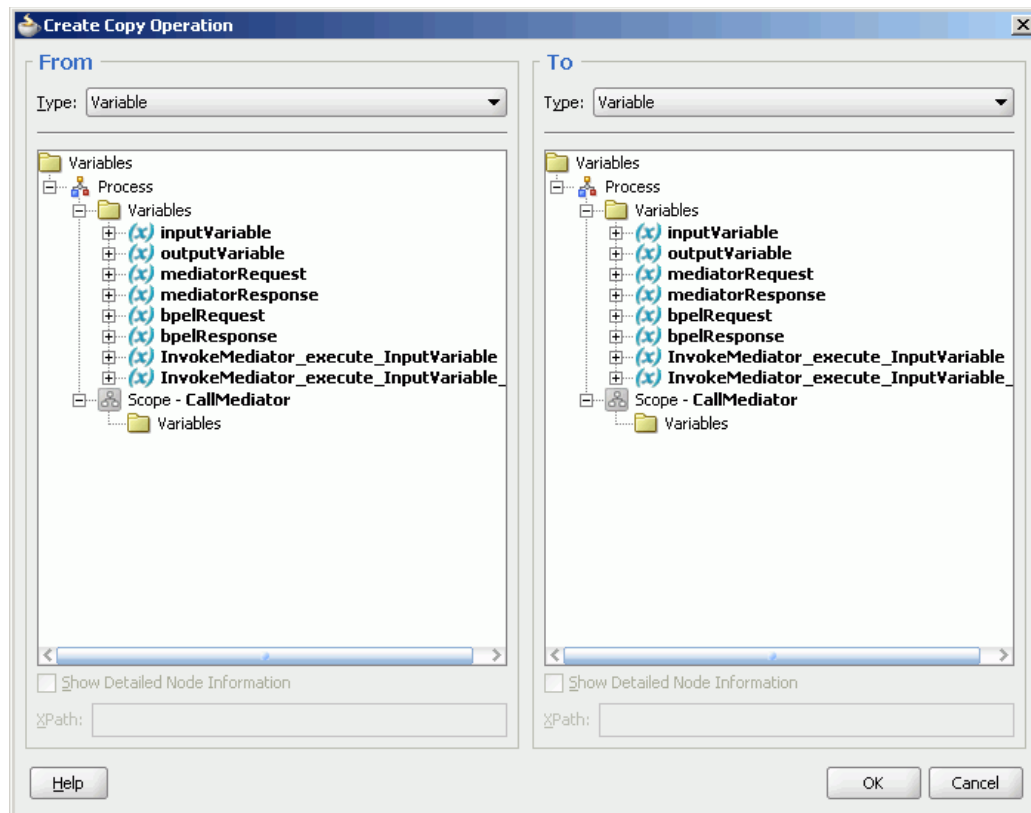 Create Copy Operation
From
Type: Variable
Variables
Process
Variables
(x) inputVariable
(x) outputVariable
(x) mediatorRequest
(x) mediatorResponse
(x) bpelRequest
(x) bpelResponse
(x) InvokeMediator_execute_InputVariable
(x) InvokeMediator_execute_InputVariable_
Scope - CallMediator
Variables
Show Detailed Node Information
XPath:
To
Type: Variable
Variables
Process
Variables
(x) inputVariable
(x) outputVariable
(x) mediatorRequest
(x) mediatorResponse
(x) bpelRequest
(x) bpelResponse
(x) InvokeMediator_execute_InputVariable
(x) InvokeMediator_execute_InputVariable_
Scope - CallMediator
Variables
Show Detailed Node Information
XPath:
Help
OK
Cancel